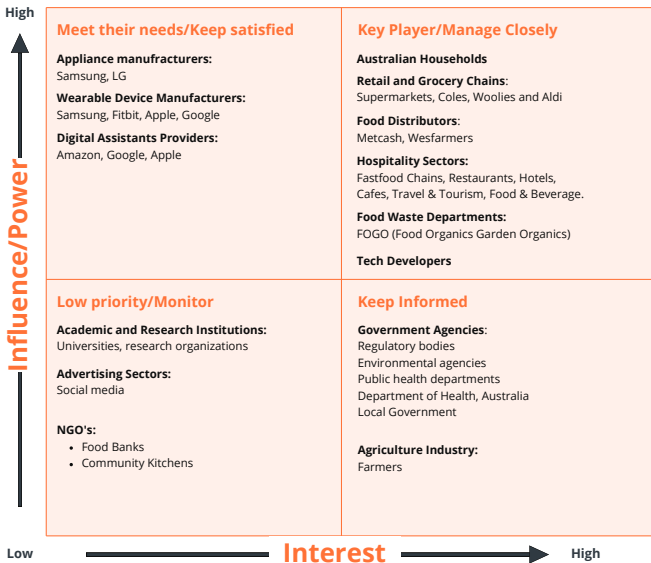 High
Meet their needs/Keep satisfied
Appliance manufracturers:
Samsung, LG
Wearable Device Manufacturers:
Samsung, Fitbit, Apple, Google
Digital Assistants Providers:
Amazon, Google, Apple
Key Player/Manage Closely
Australian Households
Retail and Grocery Chains:
Supermarkets, Coles, Woolies and Aldi
Food Distributors:
Metcash, Wesfarmers
Hospitality Sectors:
Fastfood Chains, Restaurants, Hotels,
Cafes, Travel & Tourism, Food & Beverage.
Food Waste Departments:
FOGO (Food Organics Garden Organics)
Tech Developers
Influence/Power
Low priority/Monitor
Academic and Research Institutions:
Universities, research organizations
Advertising Sectors:
Social media
NGO's:
• Food Banks
• Community Kitchens
Keep Informed
Government Agencies:
Regulatory bodies
Environmental agencies
Public health departments
Department of Health, Australia
Local Government
Agriculture Industry:
Farmers
Low
Interest
High